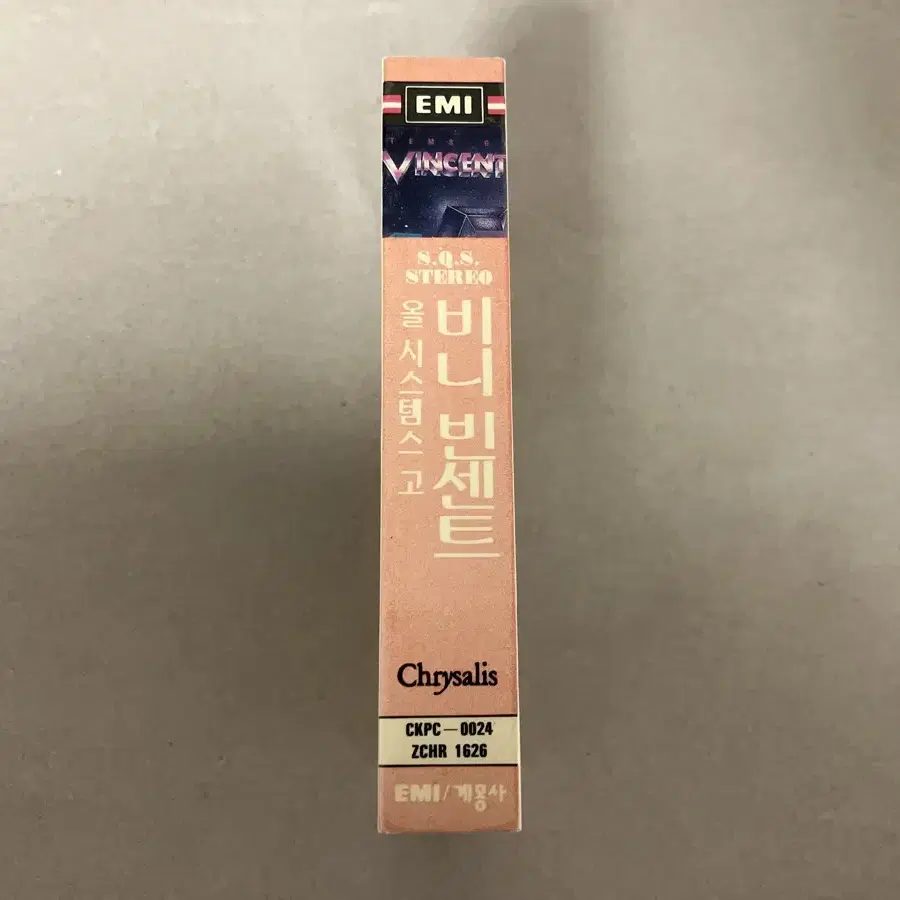 EMI
TEMS G
VINCENT
S.Q.S.
STEREO
비니 빈센트
올 시스템스 고
Chrysalis
CKPC-0024
ZCHR 1626
EMI/계몽사